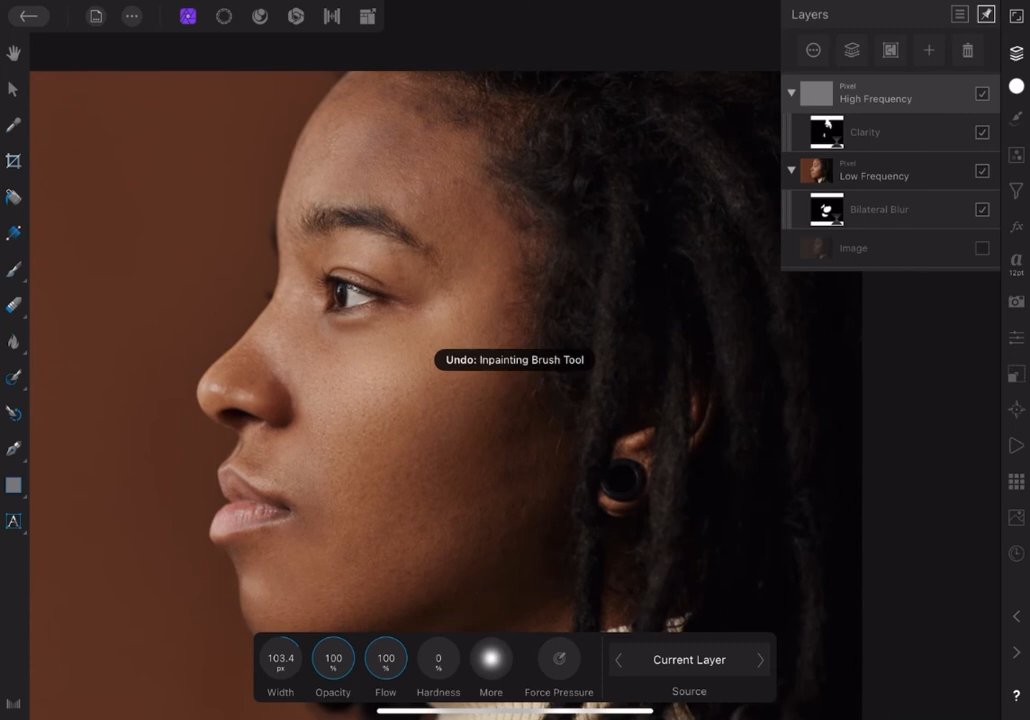 Layers
Pixel
High Frequency
Clarity
Pixel
Low Frequency
Bilateral Blur
Image
a
12pt
fx
A
Undo: Inpainting Brush Tool
103.4
px
100
%
100
%
0
%
Width
Opacity
Flow
Hardness
More
Force Pressure
Current Layer
Source
?